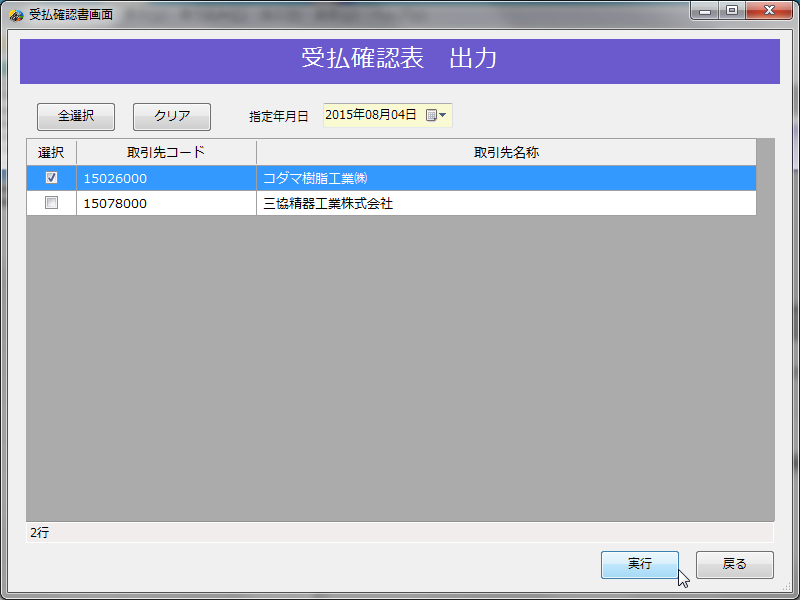 受払確認書画面
受払確認表　出力
全選択 クリア 指定年月日 2015年08月04日
選択 取引先コード 取引先名称
15026000 コダマ樹脂工業㈱
15078000 三協精器工業株式会社
2行
実行 戻る